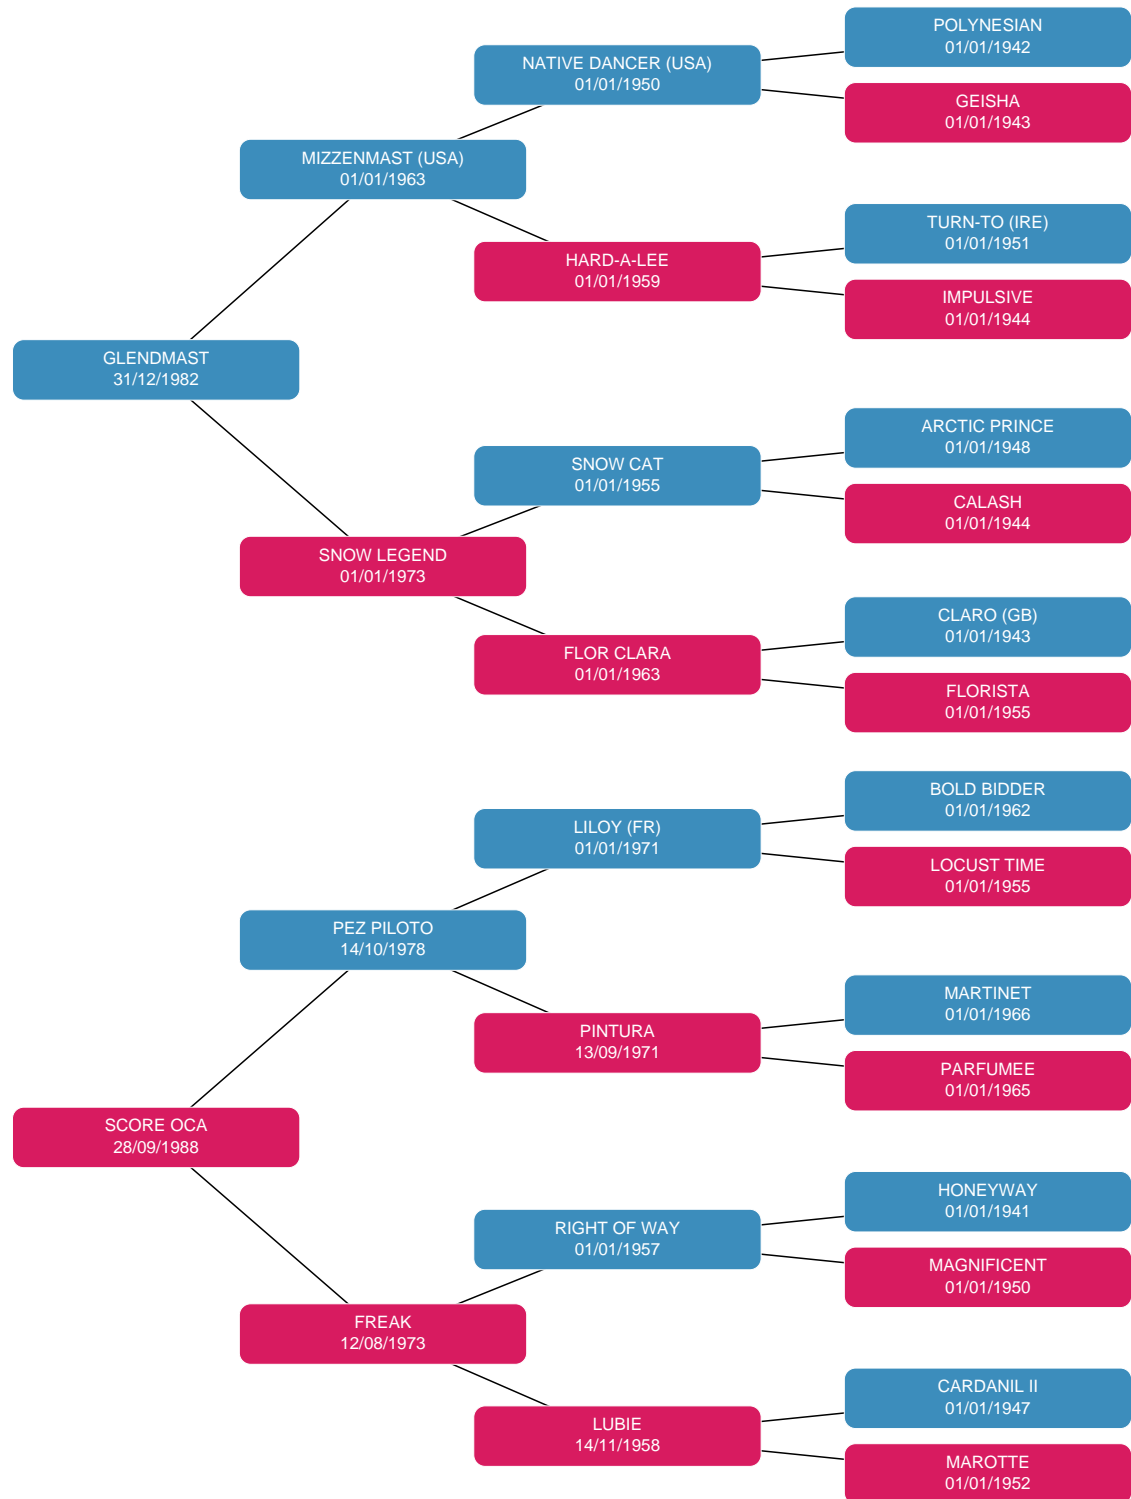 POLYNESIAN
01/01/1942
NATIVE DANCER (USA)
01/01/1950
GEISHA
01/01/1943
MIZZENMAST (USA)
01/01/1963
TURN-TO (IRE)
01/01/1951
HARD-A-LEE
01/01/1959
IMPULSIVE
01/01/1944
GLENDMAST
31/12/1982
ARCTIC PRINCE
01/01/1948
SNOW CAT
01/01/1955
CALASH
01/01/1944
SNOW LEGEND
01/01/1973
CLARO (GB)
01/01/1943
FLOR CLARA
01/01/1963
FLORISTA
01/01/1955
BOLD BIDDER
01/01/1962
LILOY (FR)
01/01/1971
LOCUST TIME
01/01/1955
PEZ PILOTO
14/10/1978
MARTINET
01/01/1966
PINTURA
13/09/1971
PARFUMEE
01/01/1965
SCORE OCA
28/09/1988
HONEYWAY
01/01/1941
RIGHT OF WAY
01/01/1957
MAGNIFICENT
01/01/1950
FREAK
12/08/1973
CARDANIL II
01/01/1947
LUBIE
14/11/1958
MAROTTE
01/01/1952